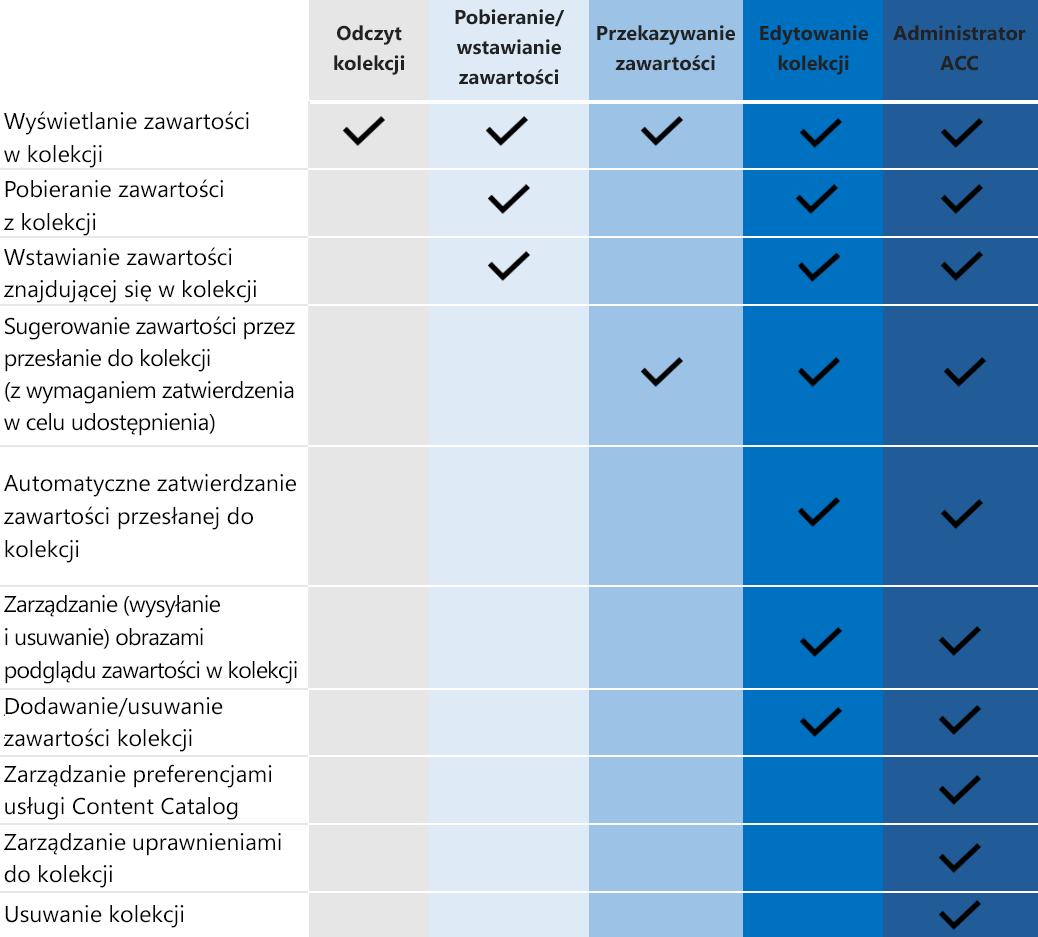 Odczyt
kolekcji
Pobieranie/
wstawianie
zawartości
Przekazywanie
zawartości
Edytowanie
kolekcji
Administrator
ACC
Wyświetlanie zawartości
w kolekcji
Pobieranie zawartości
z kolekcji
Wstawianie zawartości
znajdującej się w kolekcji
Sugerowanie zawartości przez
przesłanie do kolekcji
(z wymaganiem zatwierdzenia
w celu udostępnienia)
Automatyczne zatwierdzanie
zawartości przesłanej do
kolekcji
Zarządzanie (wysyłanie
i usuwanie) obrazami
podglądu zawartości w kolekcji
Dodawanie/usuwanie
zawartości kolekcji
Zarządzanie preferencjami
usługi Content Catalog
Zarządzanie uprawnieniami
do kolekcji
Usuwanie kolekcji